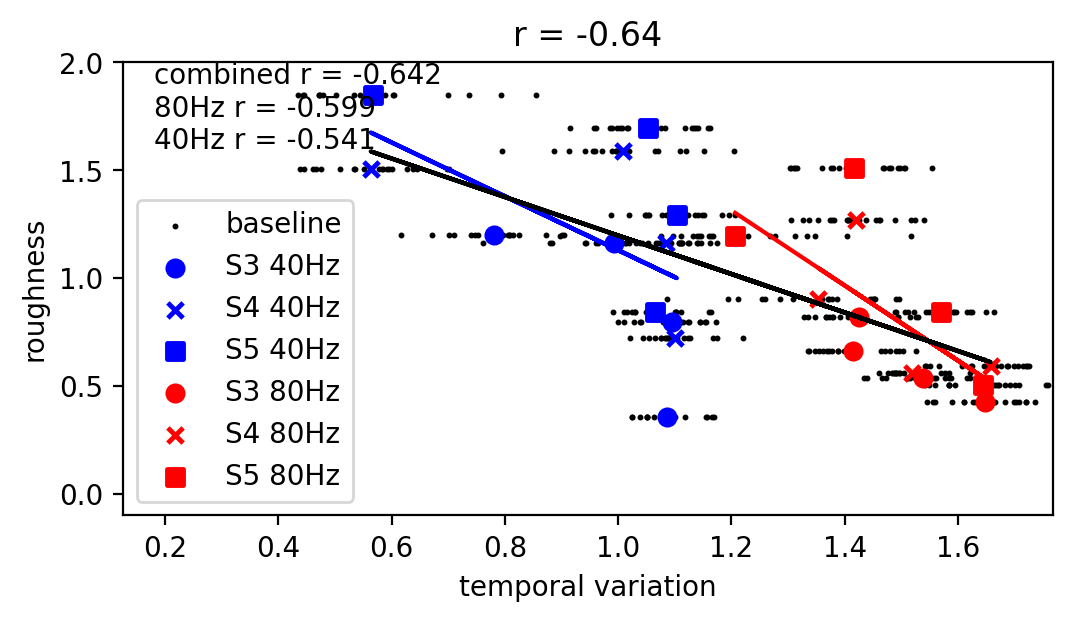 r = -0.64
combined r = -0.642
80Hz r = -0.599
40Hz r = -0.541
baseline
S3 40Hz
S4 40Hz
S5 40Hz
S3 80Hz
S4 80Hz
S5 80Hz
roughness
2.0
1.5
1.0
0.5
0.0
0.2 0.4 0.6 0.8 1.0 1.2 1.4 1.6
temporal variation